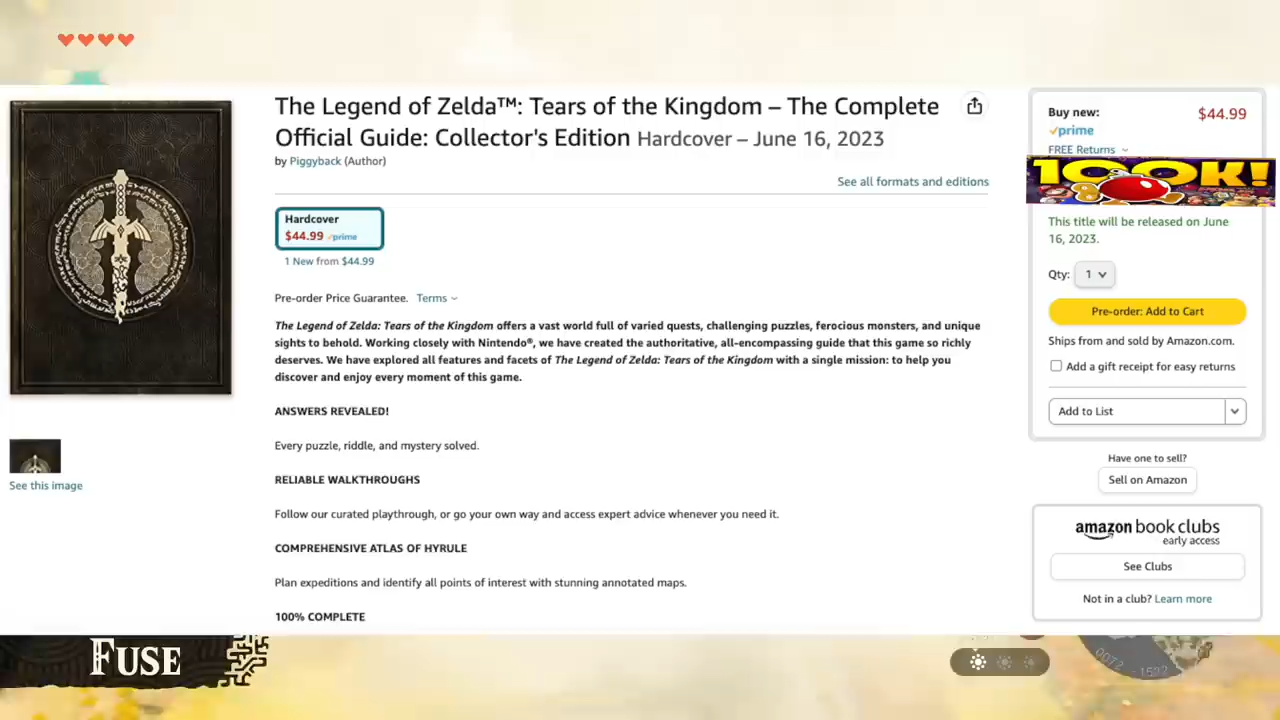 The Legend of Zelda™: Tears of the Kingdom – The Complete
Official Guide: Collector's Edition Hardcover – June 16, 2023
by Piggyback (Author)
See all formats and editions
Hardcover
$44.99 prime
1 New from $44.99
Pre-order Price Guarantee. Terms
The Legend of Zelda: Tears of the Kingdom offers a vast world full of varied quests, challenging puzzles, ferocious monsters, and unique
sights to behold. Working closely with Nintendo®, we have created the authoritative, all-encompassing guide that this game so richly
deserves. We have explored all features and facets of The Legend of Zelda: Tears of the Kingdom with a single mission: to help you
discover and enjoy every moment of this game.
ANSWERS REVEALED!
Every puzzle, riddle, and mystery solved.
RELIABLE WALKTHROUGHS
Follow our curated playthrough, or go your own way and access expert advice whenever you need it.
COMPREHENSIVE ATLAS OF HYRULE
Plan expeditions and identify all points of interest with stunning annotated maps.
100% COMPLETE
See this image
Buy new: $44.99
prime
FREE Returns
100K!
This title will be released on June
16, 2023.
Qty: 1
Pre-order: Add to Cart
Ships from and sold by Amazon.com.
Add a gift receipt for easy returns
Add to List
Have one to sell?
Sell on Amazon
amazon book clubs
early access
See Clubs
Not in a club? Learn more
FUSE
0072 -1532